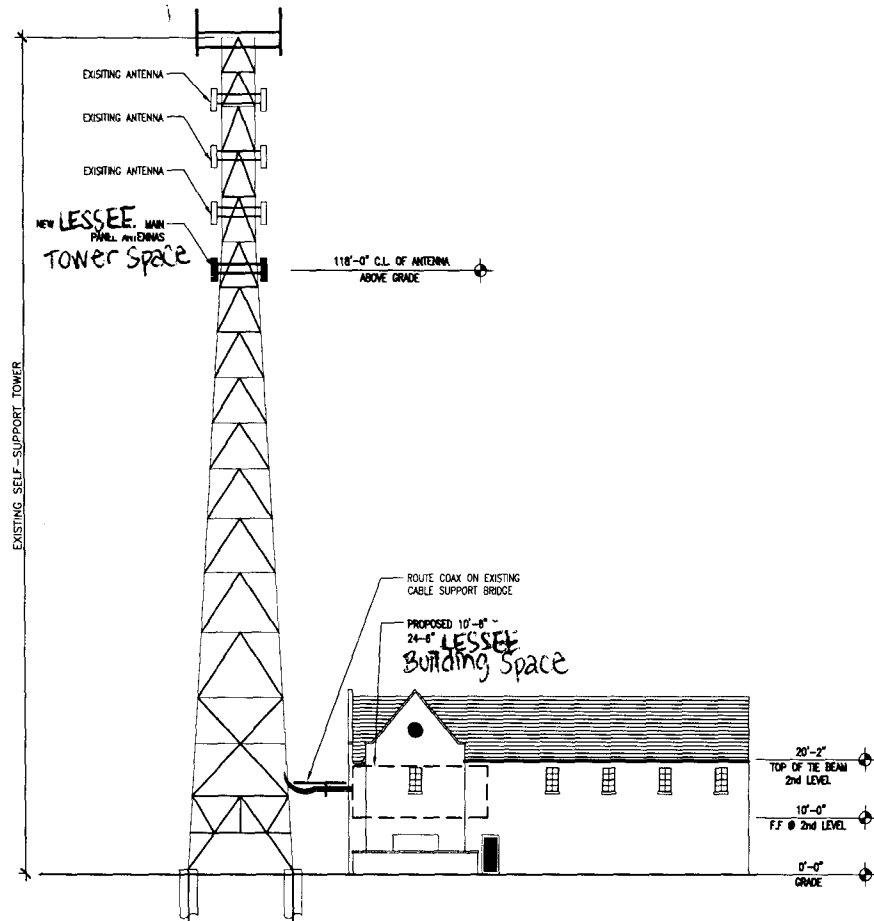 EXISITING ANTENNA
EXISITING ANTENNA
EXISITING ANTENNA
NEW LESSEE. MAIN
PANEL ANTENNAS
Tower Space
118'-0" C.L. OF ANTENNA
ABOVE GRADE
EXISTING SELF-SUPPORT TOWER
ROUTE COAX ON EXISTING
CABLE SUPPORT BRIDGE
PROPOSED 10'-6"
24-6" LESSEE
Building Space
20'-2"
TOP OF TIE BEAM
2nd LEVEL
10'-0"
F.F @ 2nd LEVEL
0'-0"
GRADE